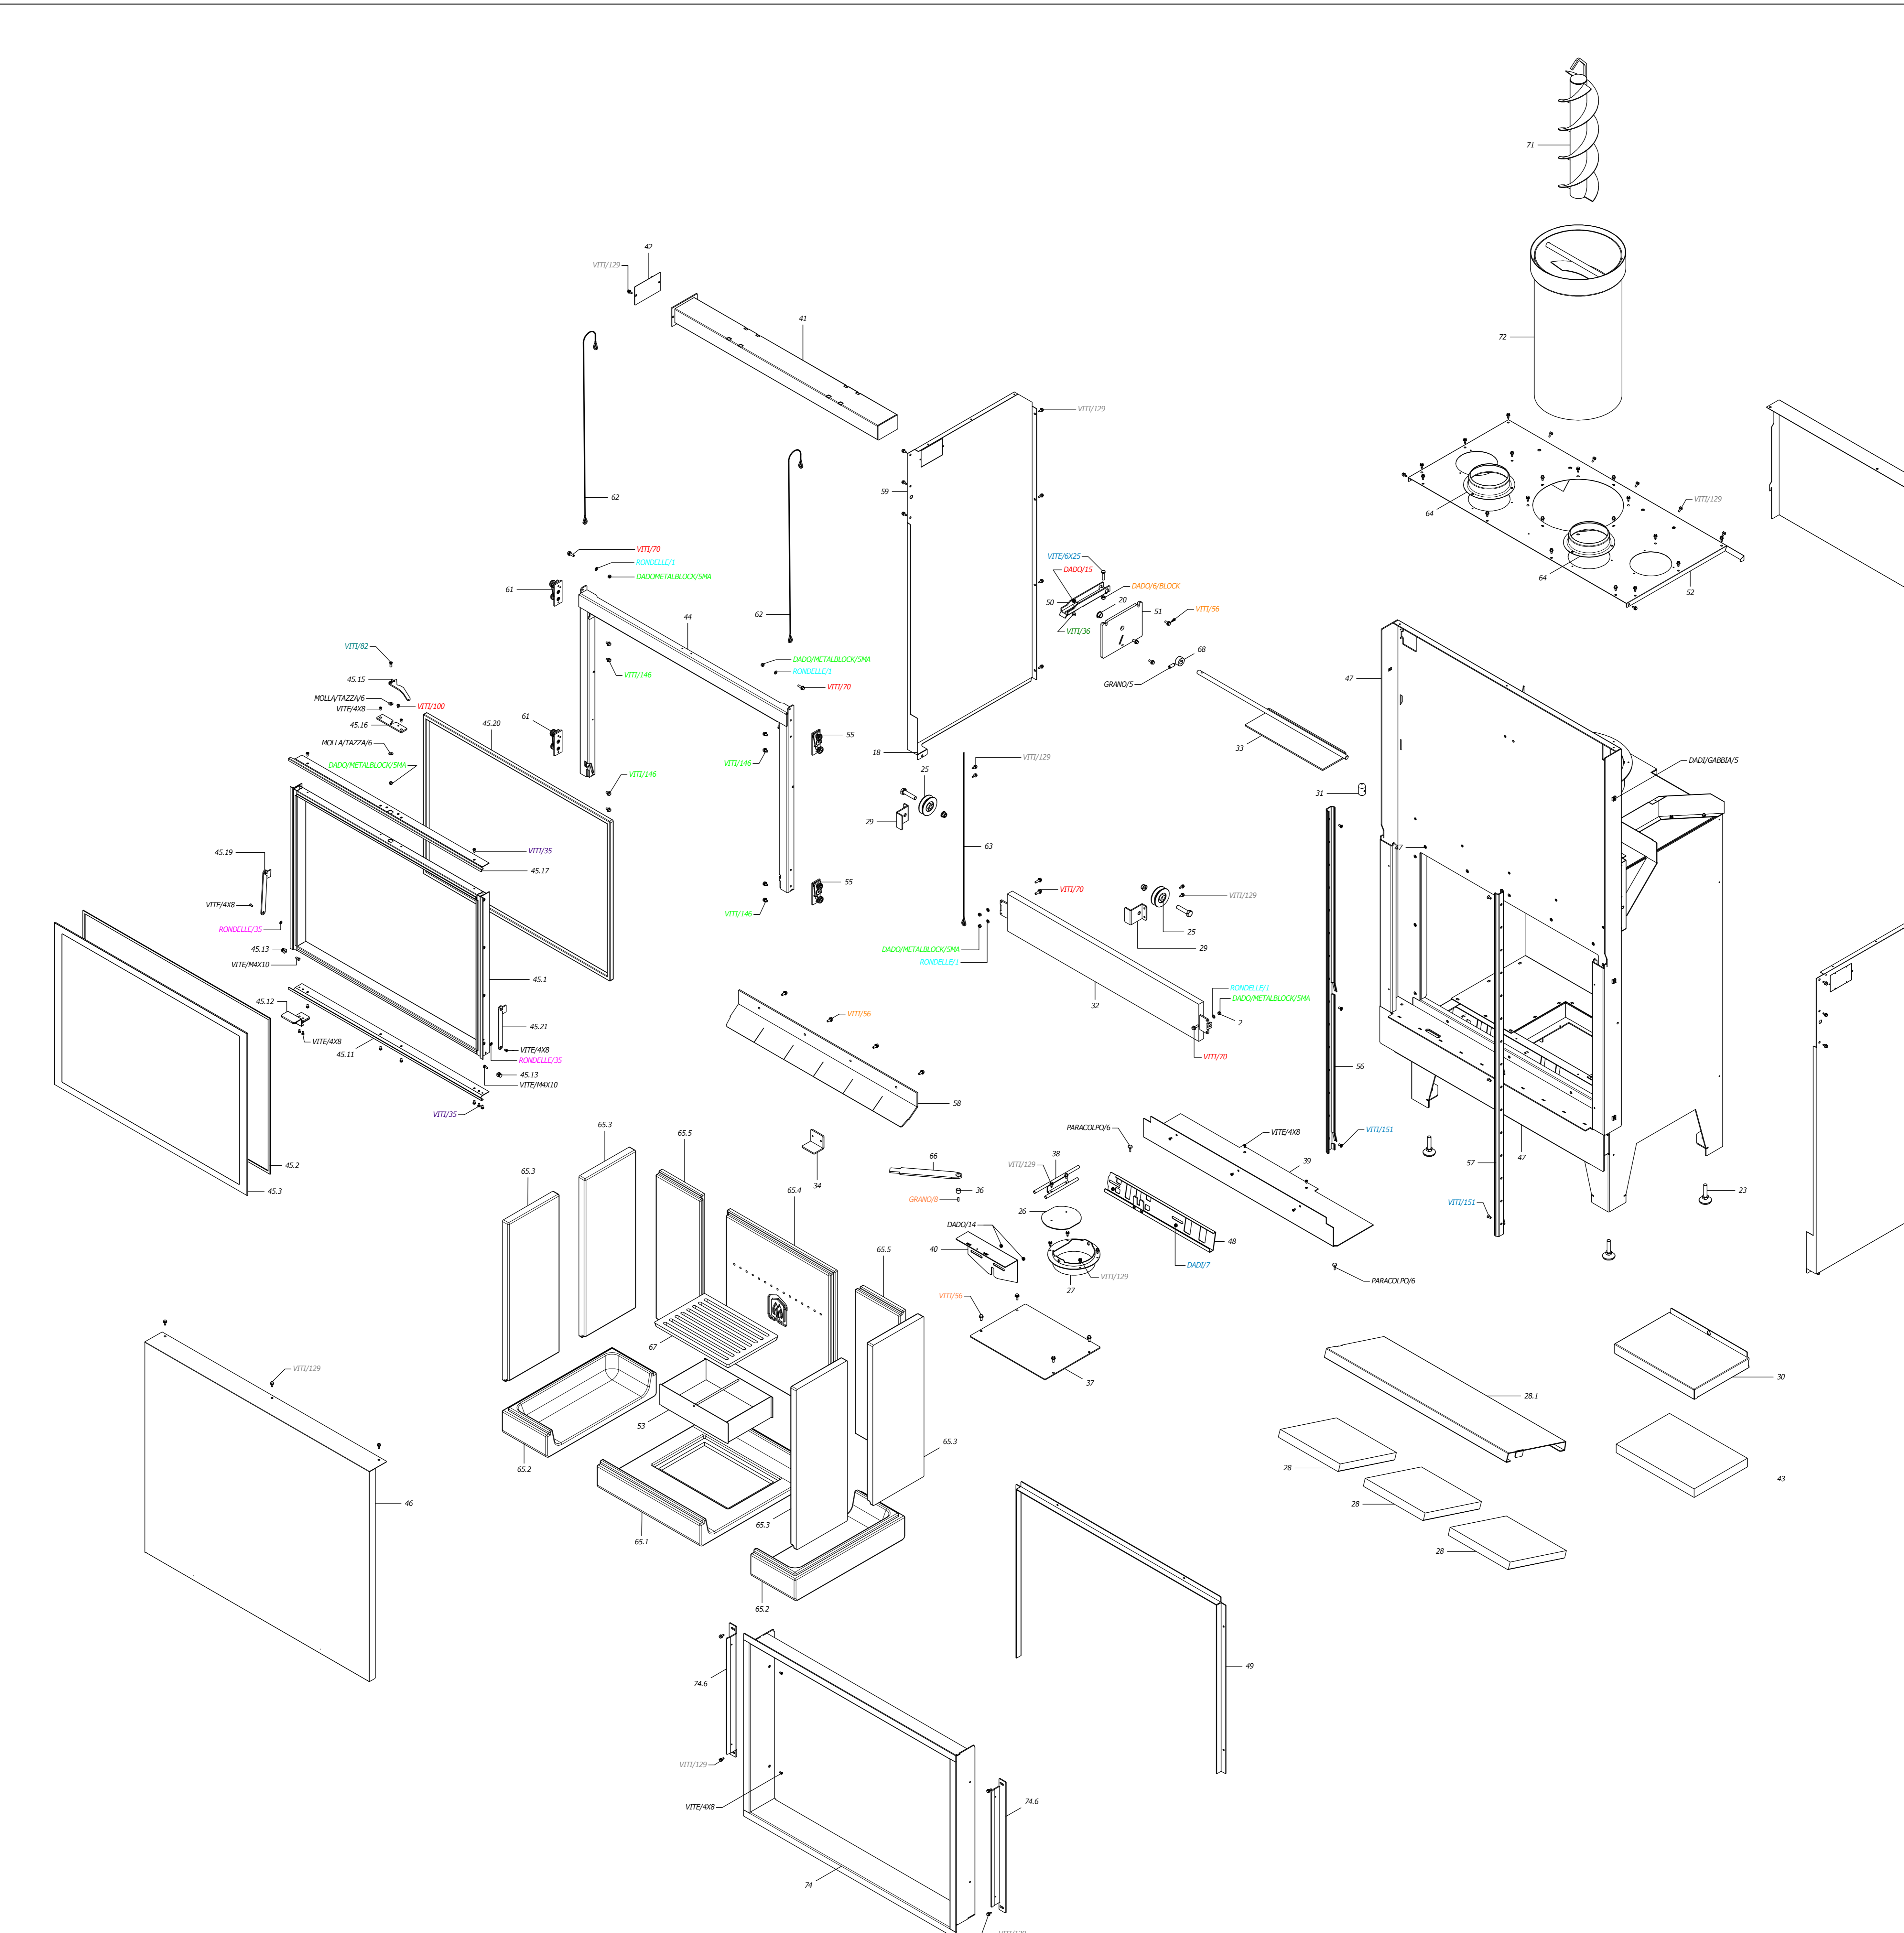 71
42
VITI/129
41
72
VITI/129
59
62
VITI/129
64
VITI/70
VITE/6X25
RONDELLE/1
DADO/15
DADOMETALBLOCK/5MA
DADO/6/BLOCK
61
20
50
51
64
52
VITI/56
62
44
VITI/36
VITI/82
68
DADO/METALBLOCK/5MA
45.15
RONDELLE/1
VITI/146
47
GRANO/5
VITI/70
MOLLA/TAZZA/6
VITI/100
VITE/4X8
61
45.20
45.16
55
MOLLA/TAZZA/6
33
18
VITI/129
DADI/GABBIA/5
DADO/METALBLOCK/5MA
VITI/146
25
VITI/146
31
29
63
47
VITI/35
45.19
45.17
55
VITI/70
VITI/129
VITE/4X8
VITI/146
25
RONDELLE/35
45.13
29
DADO/METALBLOCK/5MA
VITE/M4X10
RONDELLE/1
45.1
RONDELLE/1
45.12
DADO/METALBLOCK/5MA
32
VITI/56
2
45.21
VITE/4X8
VITE/4X8
45.11
RONDELLE/35
VITI/70
56
45.13
VITE/M4X10
58
VITI/35
65.3
PARACOLPO/6
VITI/151
65.5
VITE/4X8
38
39
47
57
45.2
66
VITI/129
65.3
34
65.4
36
23
45.3
GRANO/8
VITI/151
26
DADO/14
40
65.5
48
DADI/7
VITI/129
27
PARACOLPO/6
VITI/56
67
VITI/129
37
30
28.1
53
65.3
65.2
28
43
46
28
65.3
65.1
28
65.2
49
74.6
VITI/129
VITE/4X8
74.6
74